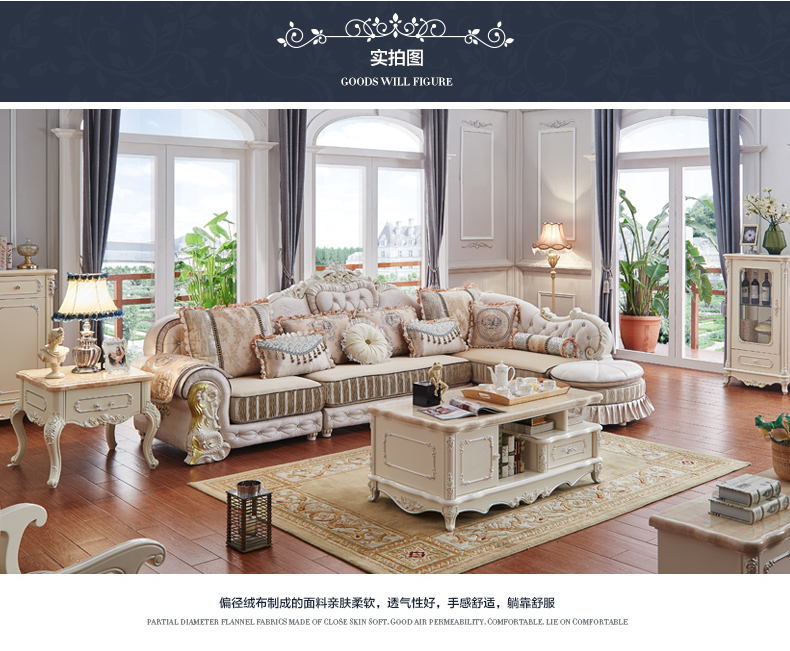 实拍图
GOODS WILL FIGURE
偏径绒布制成的面料亲肤柔软，透气性好，手感舒适，躺靠舒服
PARTIAL DIAMETER FLANNEL FABRICS MADE OF CLOSE SKIN SOFT. GOOD AIR PERMEABILITY. COMFORTABLE. LIE ON COMFORTABLE